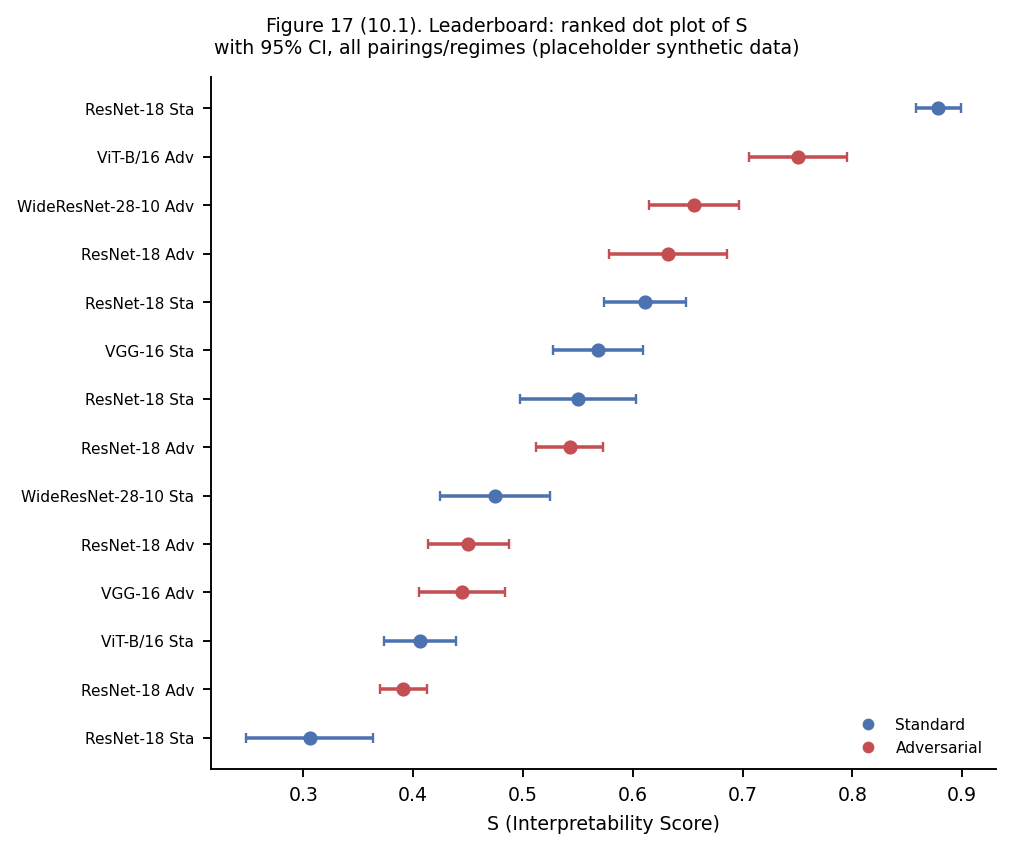 Figure 17 (10.1). Leaderboard: ranked dot plot of S
with 95% CI, all pairings/regimes (placeholder synthetic data)
ResNet-18 Sta
ViT-B/16 Adv
WideResNet-28-10 Adv
ResNet-18 Adv
ResNet-18 Sta
VGG-16 Sta
ResNet-18 Sta
ResNet-18 Adv
WideResNet-28-10 Sta
ResNet-18 Adv
VGG-16 Adv
ViT-B/16 Sta
ResNet-18 Adv
ResNet-18 Sta
Standard
Adversarial
0.3 0.4 0.5 0.6 0.7 0.8 0.9
S (Interpretability Score)